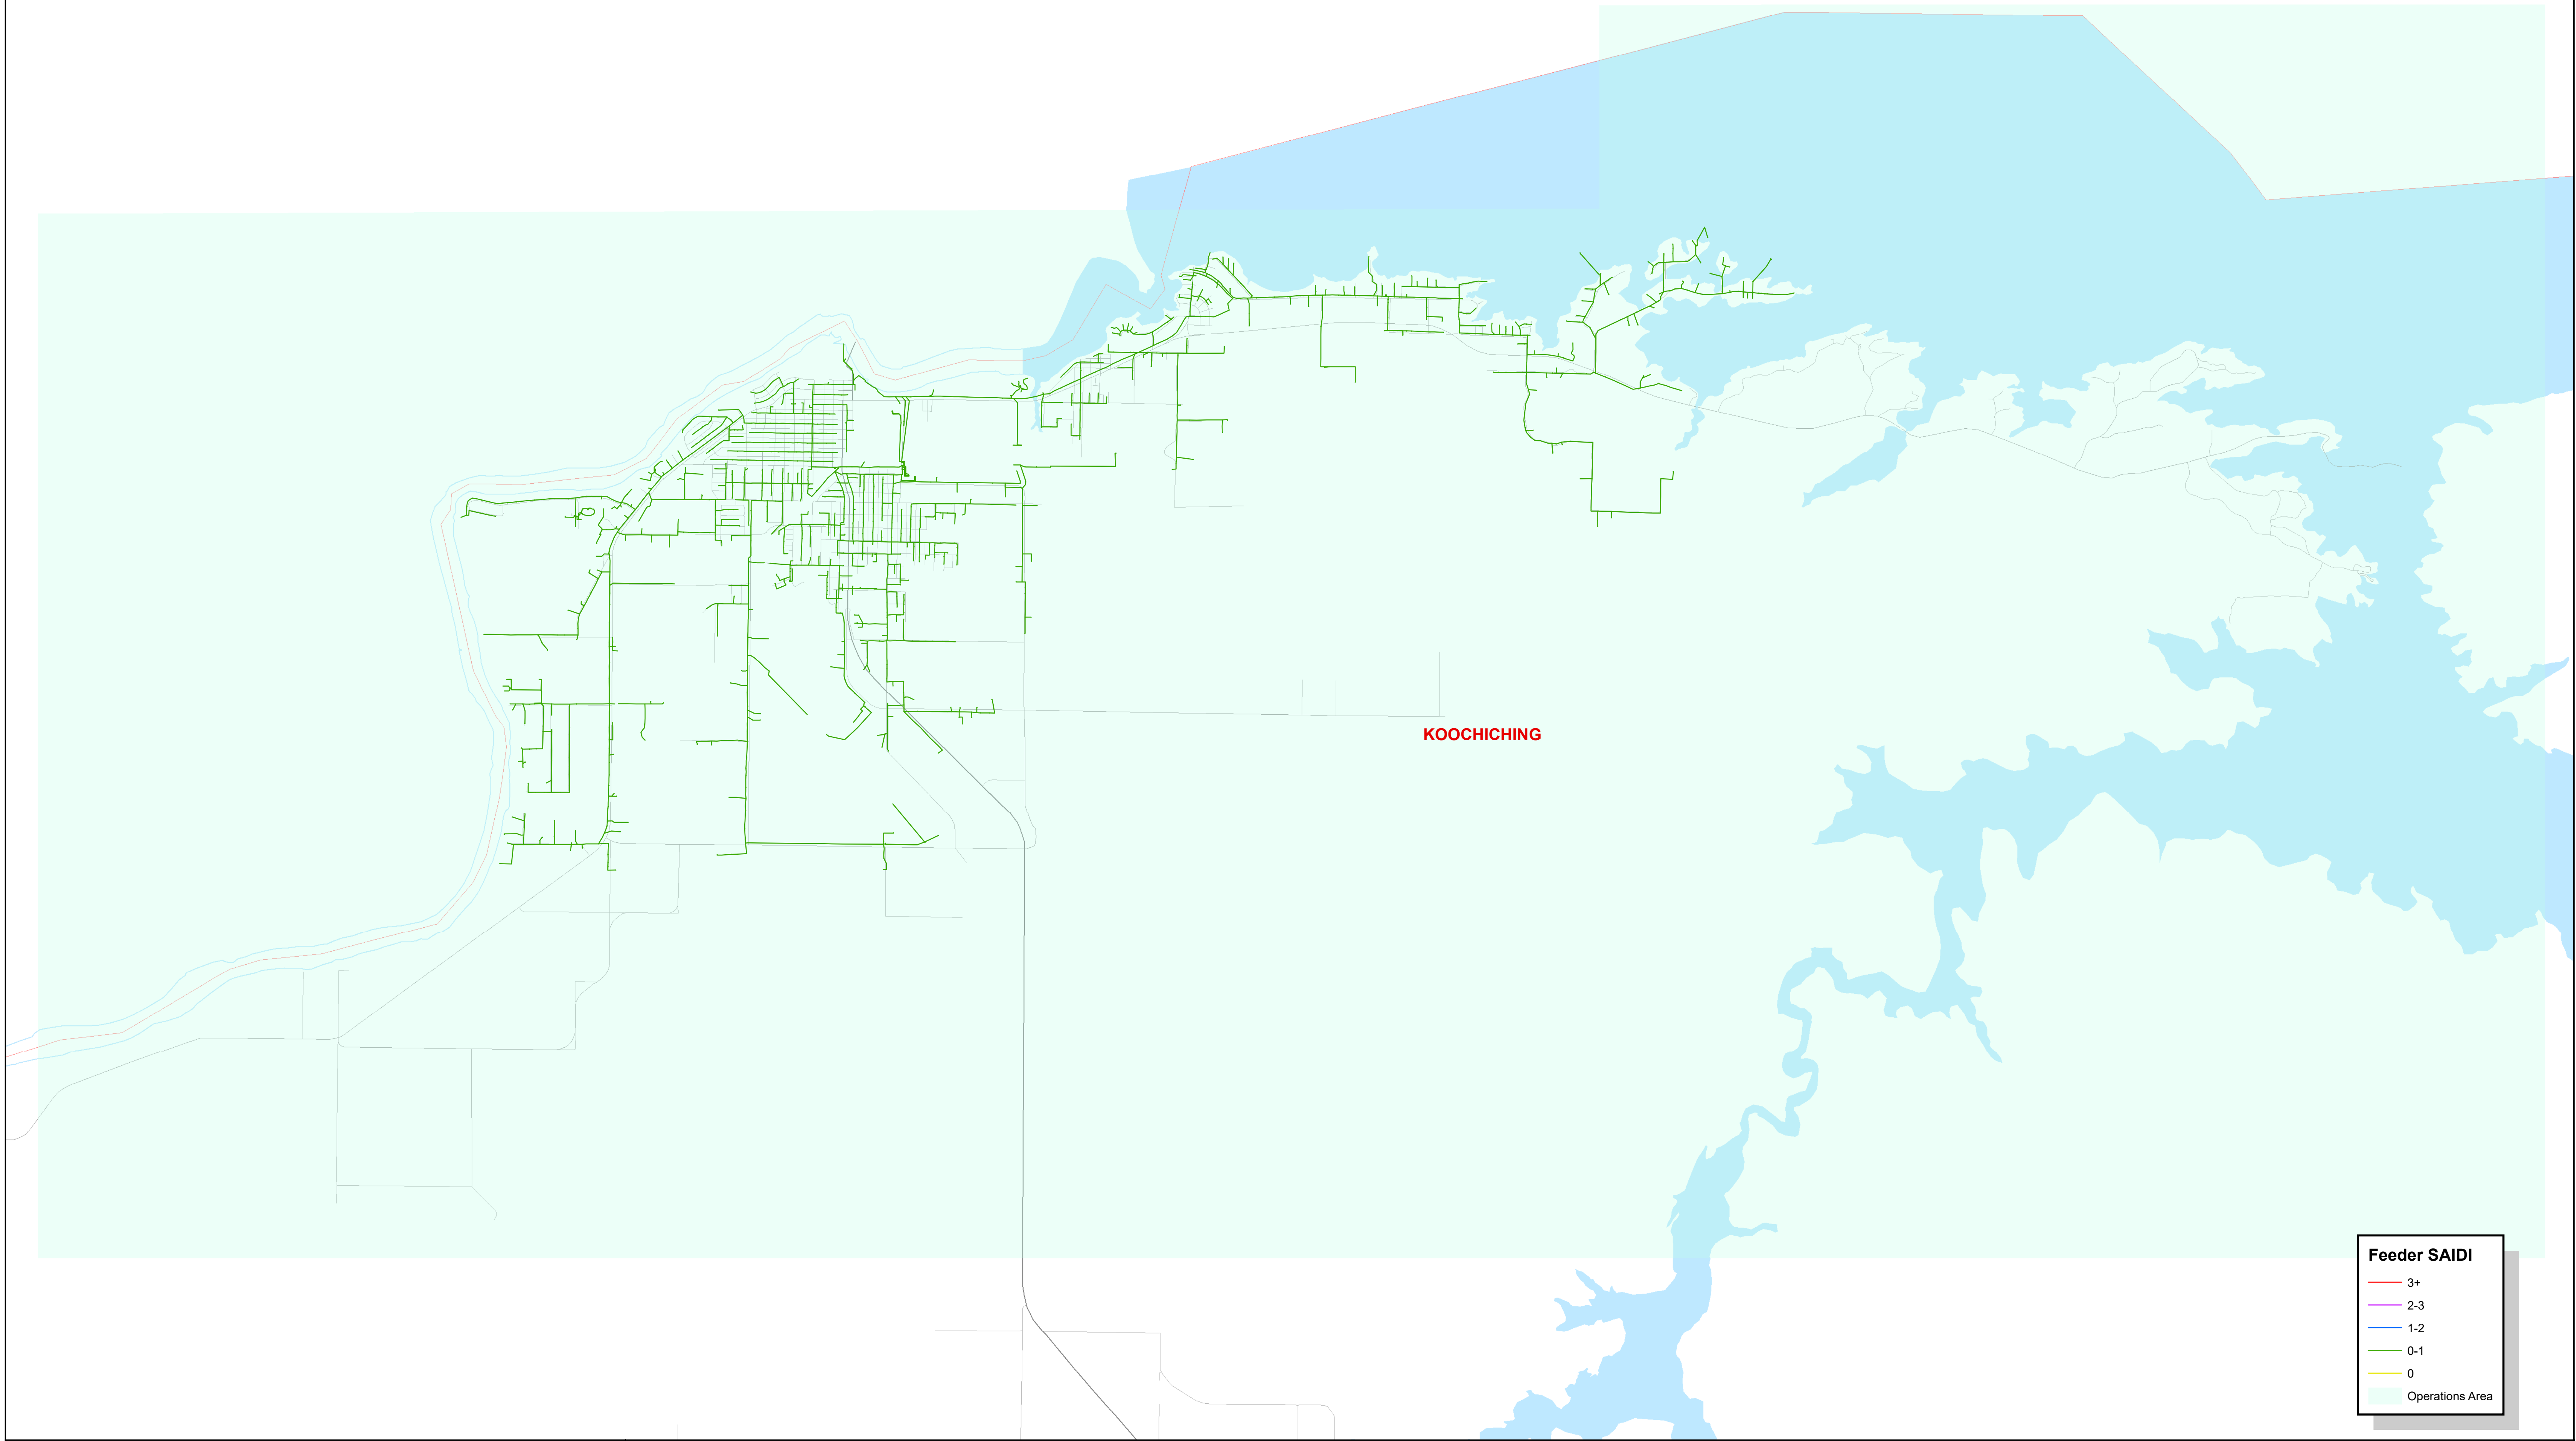 KOOCHICHING
Feeder SAIDI
3+
2-3
1-2
0-1
0
Operations Area